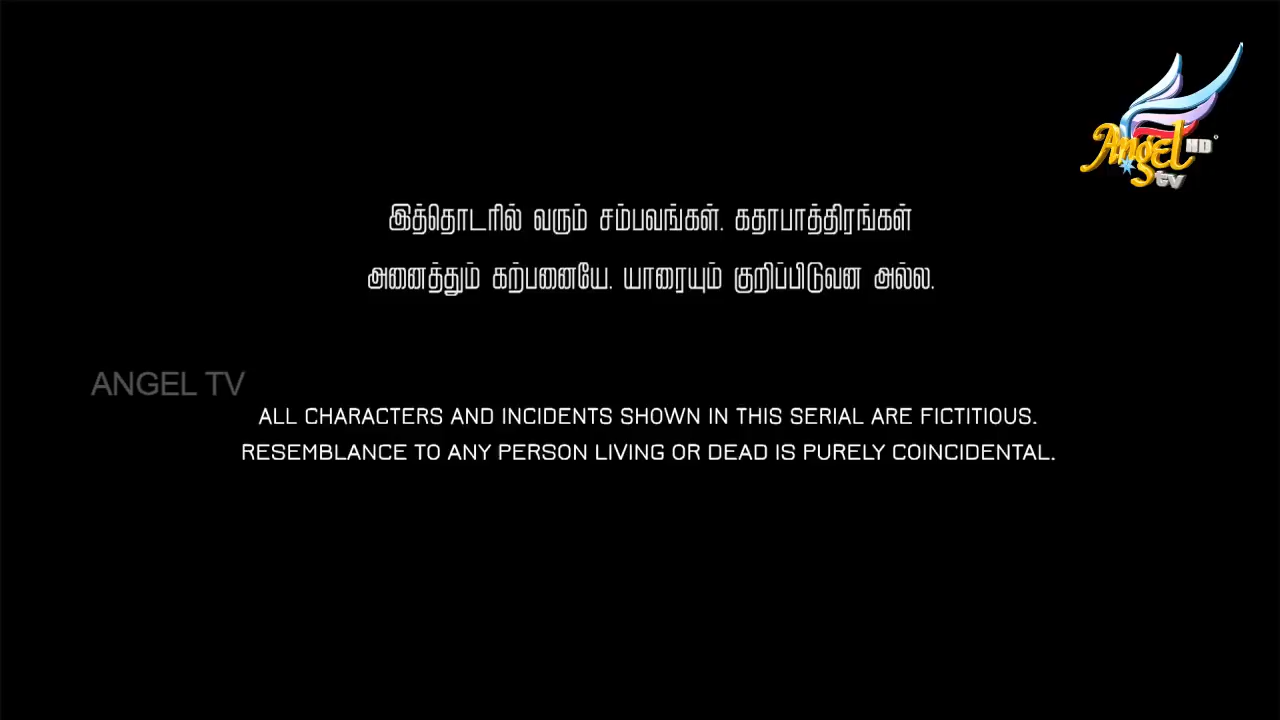 Angel HD
tv
இத்தொடரில் வரும் சம்பவங்கள். கதாபாத்திரங்கள்
அனைத்தும் கற்பனையே. யாரையும் குறிப்பிடுவன அல்ல.
ANGEL TV
ALL CHARACTERS AND INCIDENTS SHOWN IN THIS SERIAL ARE FICTITIOUS.
RESEMBLANCE TO ANY PERSON LIVING OR DEAD IS PURELY COINCIDENTAL.